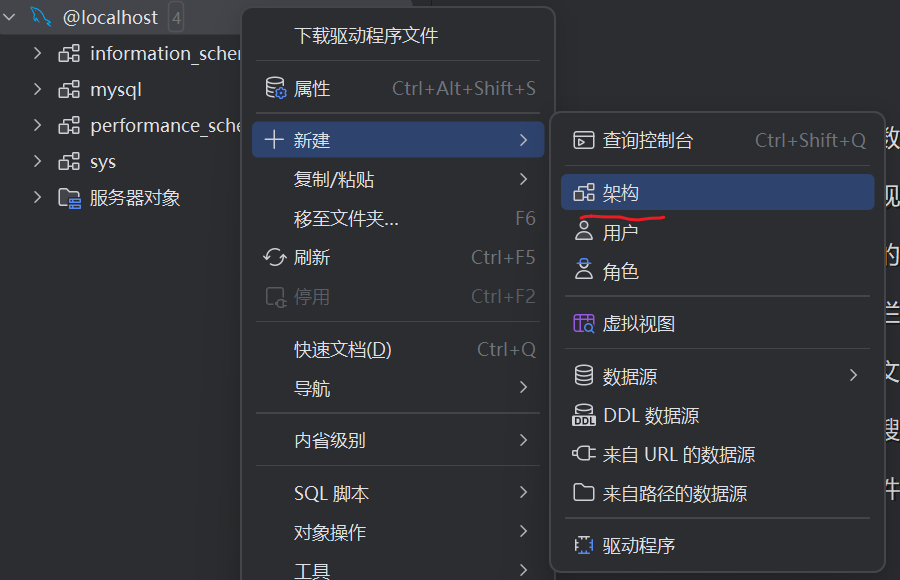 @localhost 4
information_scher
mysql
performance_sche
sys
服务器对象
下载驱动程序文件
属性 Ctrl+Alt+Shift+S
新建
复制/粘贴
移至文件夹... F6
刷新 Ctrl+F5
停用 Ctrl+F2
快速文档(D) Ctrl+Q
导航
内省级别
SQL 脚本
对象操作
工具
查询控制台 Ctrl+Shift+Q
架构
用户
角色
虚拟视图
数据源
DDL 数据源
来自 URL 的数据源
来自路径的数据源
驱动程序
数
的
文
件